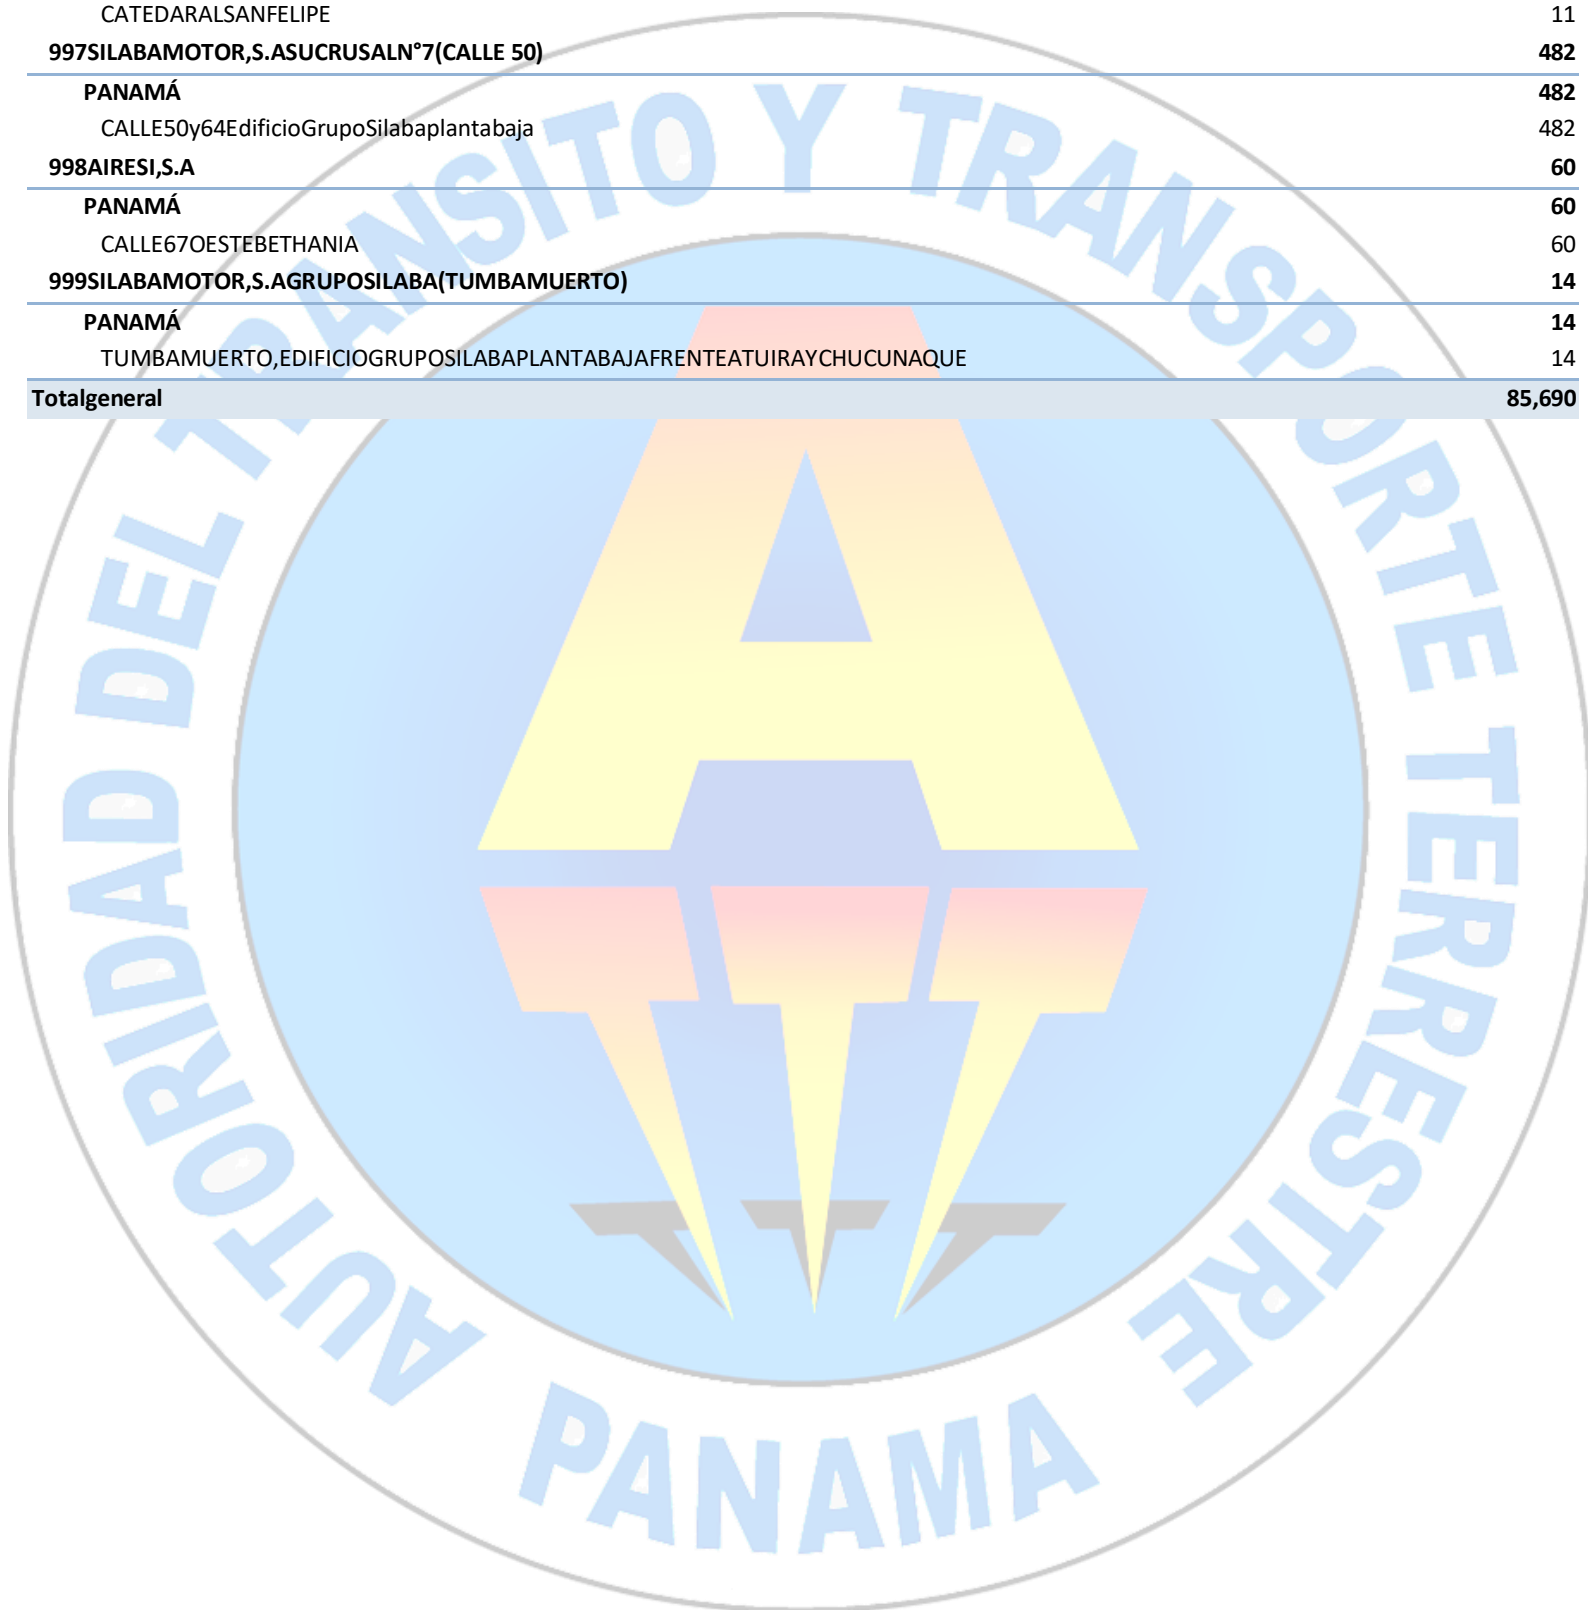 CATEDARALSANFELIPE 11
997SILABAMOTOR,S.ASUCRUSALN°7(CALLE 50) 482
PANAMÁ 482
CALLE50y64EdificioGrupoSilabaplantabaja 482
998AIRESI,S.A 60
PANAMÁ 60
CALLE67OESTEBETHANIA 60
999SILABAMOTOR,S.AGRUPOSILABA(TUMBAMUERTO) 14
PANAMÁ 14
TUMBAMUERTO,EDIFICIOGRUPOSILABAPLANTABAJAFRENTEATUIRAYCHUCUNAQUE 14
Totalgeneral 85,690
AUTORIDAD DEL TRANSITO Y TRANSPORTE TERRESTRE
A
TTT
PANAMA